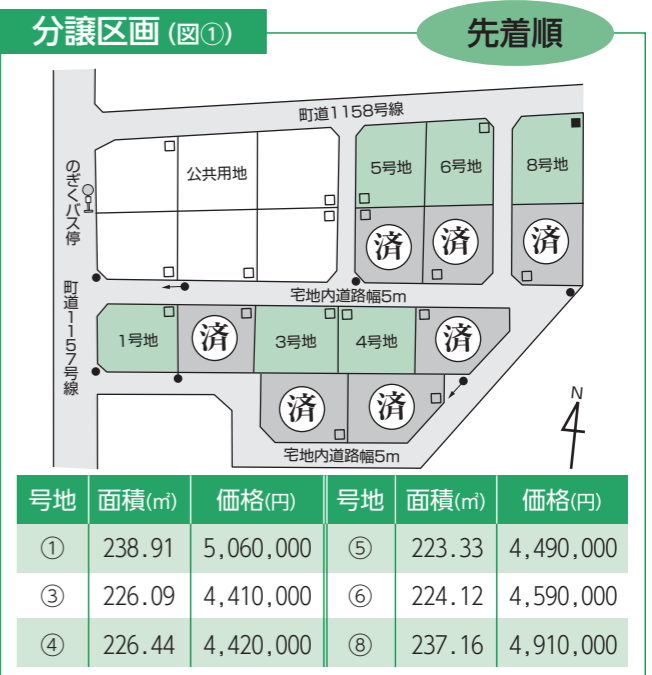 分譲区画(図①)
先着順
町道1158号線
公共用地
5号地
6号地
8号地
のぎくバス停
済
済
済
町道1157号線
宅地内道路幅5m
1号地
済
3号地
4号地
済
済
済
宅地内道路幅5m
N
号地 面積(㎡) 価格(円) 号地 面積(㎡) 価格(円)
① 238.91 5,060,000 ⑤ 223.33 4,490,000
③ 226.09 4,410,000 ⑥ 224.12 4,590,000
④ 226.44 4,420,000 ⑧ 237.16 4,910,000